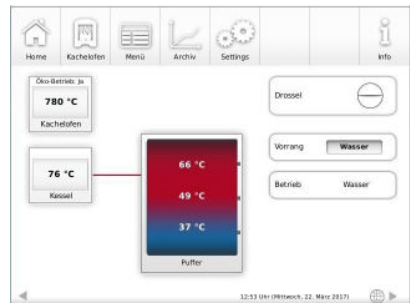 Home Kachelofen Menü Archiv Settings Info
Öko-Betrieb: Ja
780 °C
Kachelofen
Drossel
Vorrang Wasser
Betrieb Wasser
76 °C
Kessel
66 °C
49 °C
37 °C
Puffer
12:53 Uhr (Mittwoch, 22. März 2017)